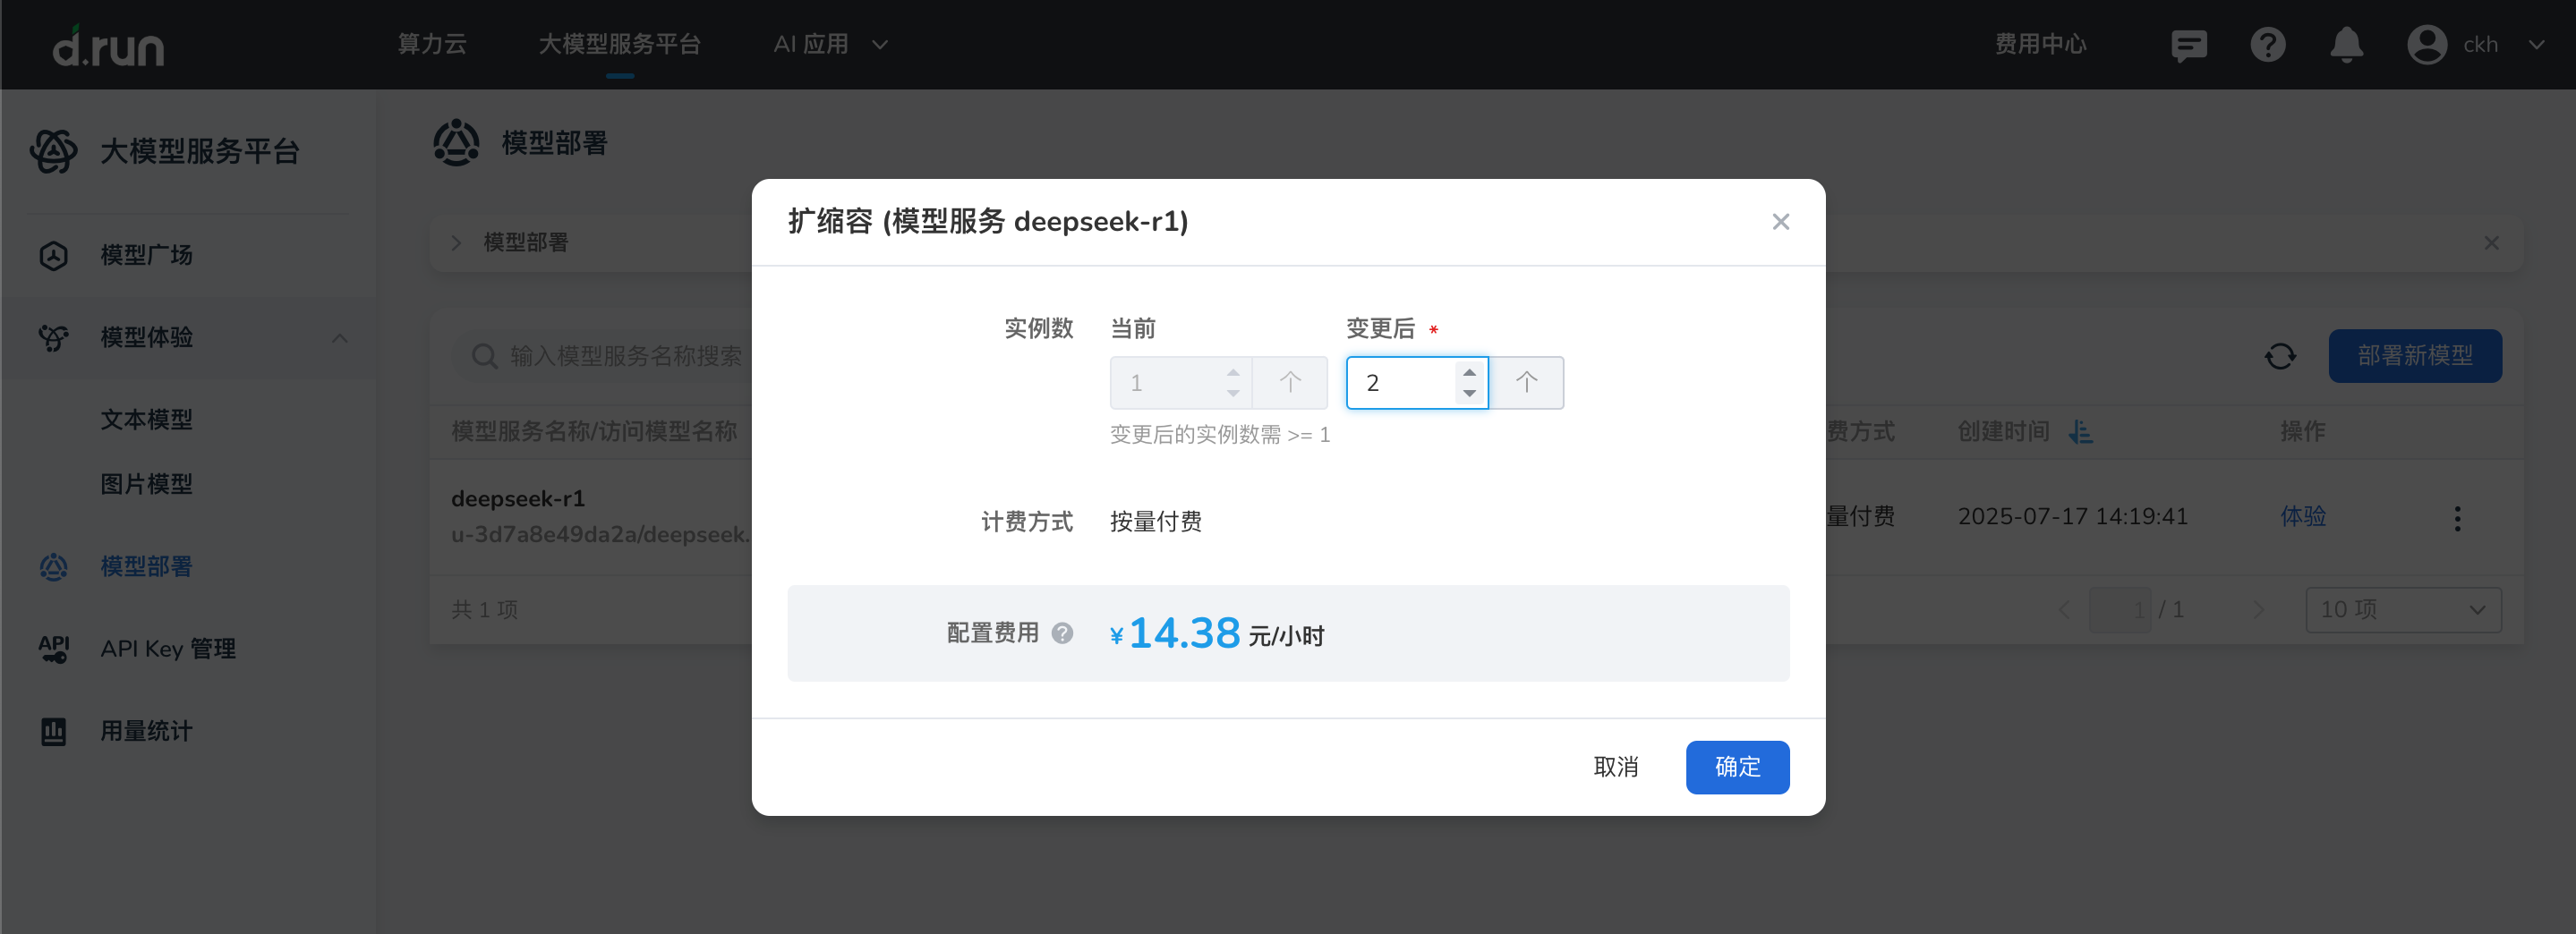 d.run
算力云
大模型服务平台
AI 应用
费用中心
ckh
大模型服务平台
模型广场
模型体验
文本模型
图片模型
模型部署
API Key 管理
用量统计
模型部署
模型部署
输入模型服务名称搜索
部署新模型
模型服务名称/访问模型名称
费方式
创建时间
操作
deepseek-r1
u-3d7a8e49da2a/deepseek.
量付费
2025-07-17 14:19:41
体验
共 1 项
1 / 1
10 项
扩缩容 (模型服务 deepseek-r1)
实例数
当前
变更后 *
1
个
2
个
变更后的实例数需 >= 1
计费方式
按量付费
配置费用
¥ 14.38 元/小时
取消
确定